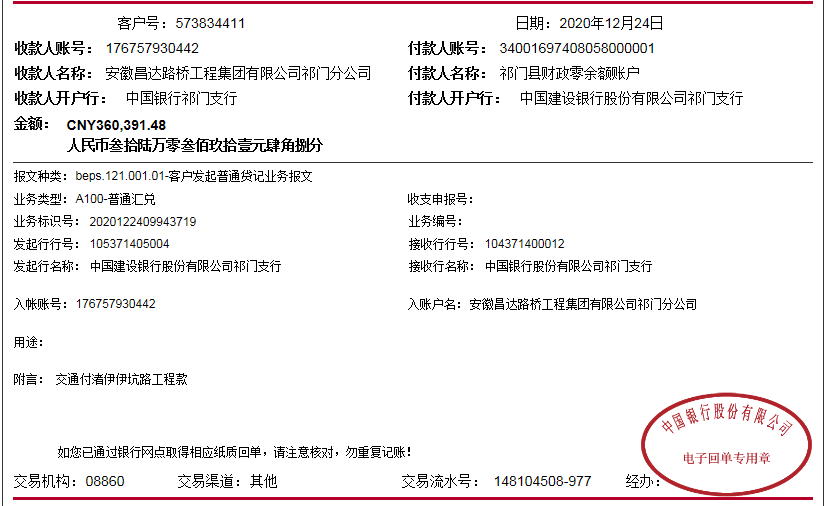 客户号：573834411 日期：2020年12月24日
收款人账号：176757930442 付款人账号：34001697408058000001
收款人名称：安徽昌达路桥工程集团有限公司祁门分公司 付款人名称：祁门县财政零余额账户
收款人开户行：中国银行祁门支行 付款人开户行：中国建设银行股份有限公司祁门支行
金额：CNY360,391.48
人民币叁拾陆万零叁佰玖拾壹元肆角捌分
报文种类：beps.121.001.01-客户发起普通贷记业务报文
业务类型：A100-普通汇兑 收支申报号：
业务标识号：2020122409943719 业务编号：
发起行行号：105371405004 接收行行号：104371400012
发起行名称：中国建设银行股份有限公司祁门支行 接收行名称：中国银行祁门支行
入帐账号：176757930442 入账户名：安徽昌达路桥工程集团有限公司祁门分公司
用途：
附言：交通付渚伊伊坑路工程款
中国银行股份有限公司
电子回单专用章
如您已通过银行网点取得相应纸质回单，请注意核对，勿重复记账！
交易机构：08860 交易渠道：其他 交易流水号：148104508-977 经办：